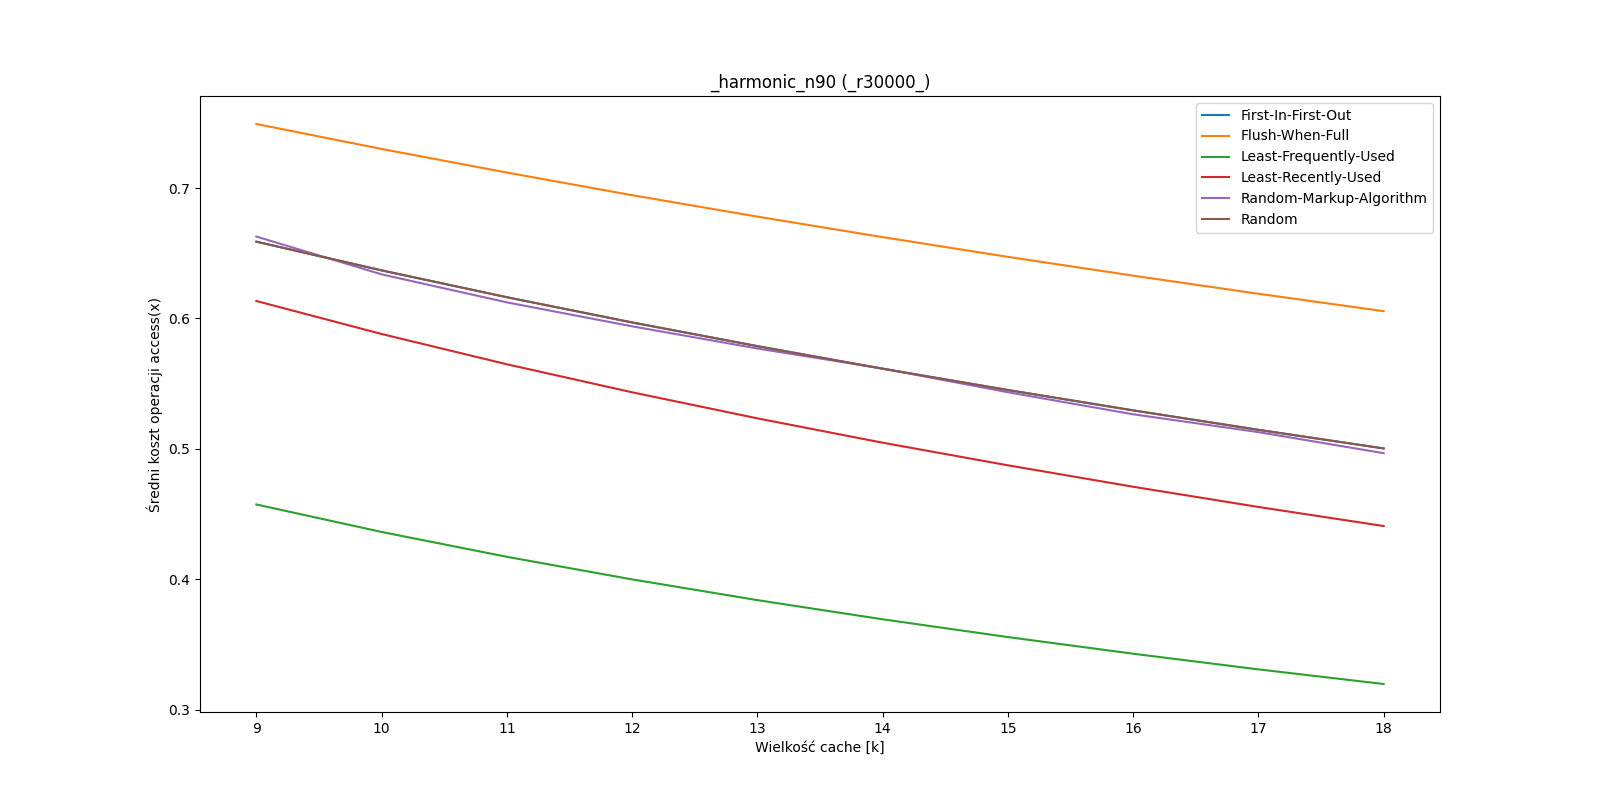 _harmonic_n90 (_r30000_)
First-In-First-Out
Flush-When-Full
Least-Frequently-Used
Least-Recently-Used
Random-Markup-Algorithm
Random
Średni koszt operacji access(x)
0.7
0.6
0.5
0.4
0.3
9 10 11 12 13 14 15 16 17 18
Wielkość cache [k]